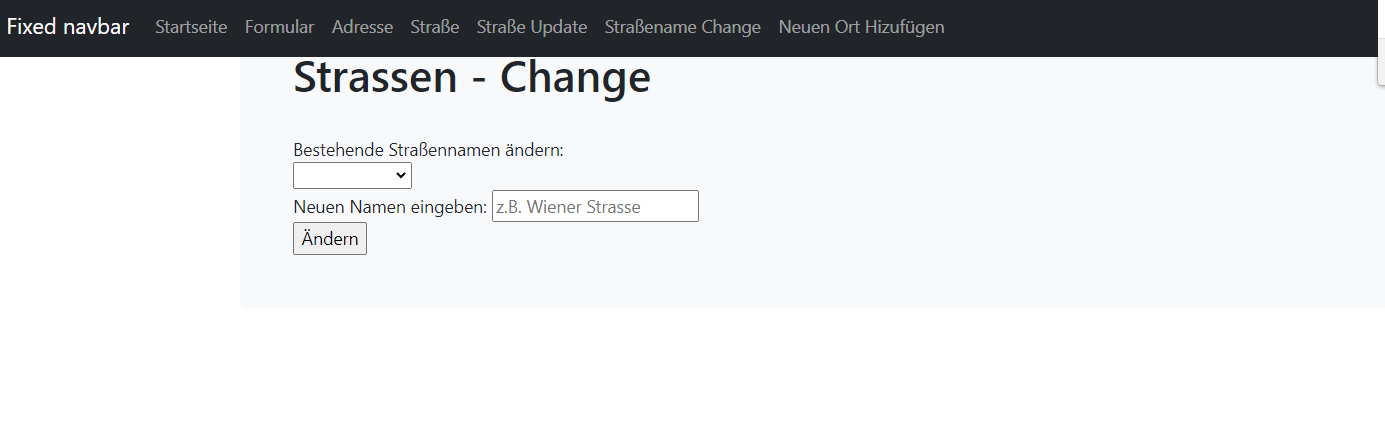 Fixed navbar Startseite Formular Adresse Straße Straße Update Straßename Change Neuen Ort Hizufügen
Strassen - Change
Bestehende Straßennamen ändern:
Neuen Namen eingeben: z.B. Wiener Strasse
Ändern